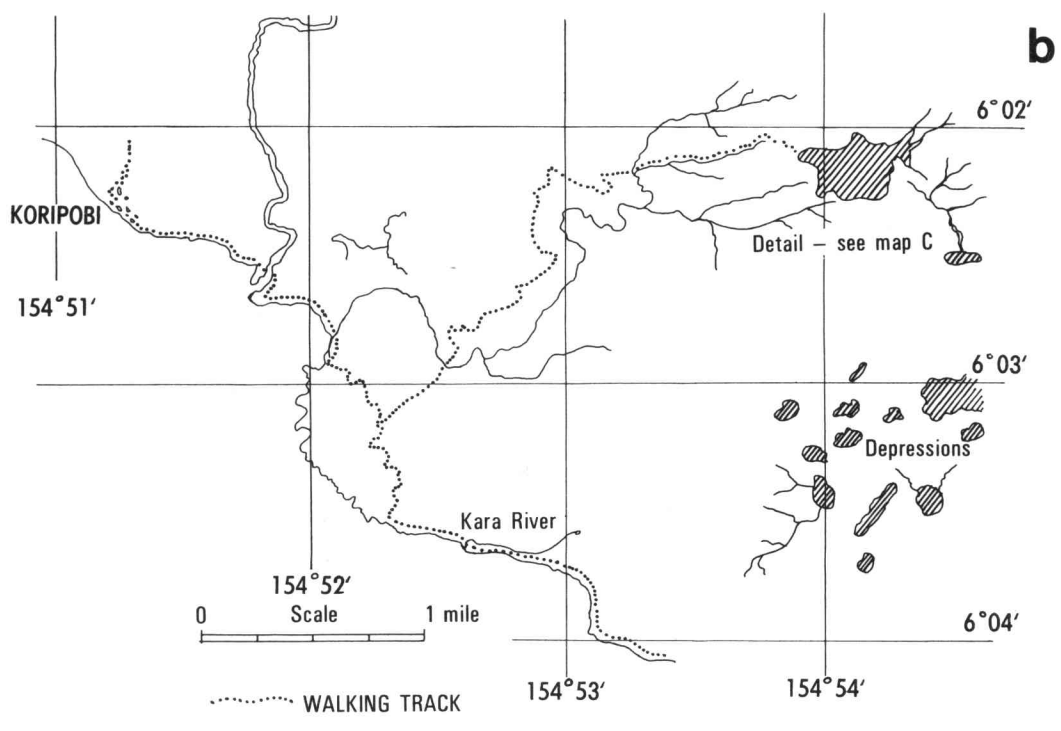 b
6°02′
KORIPOBI
Detail – see map C
154°51′
6°03′
Depressions
Kara River
154°52′
0 Scale 1 mile
6°04′
154°53′ 154°54′
WALKING TRACK